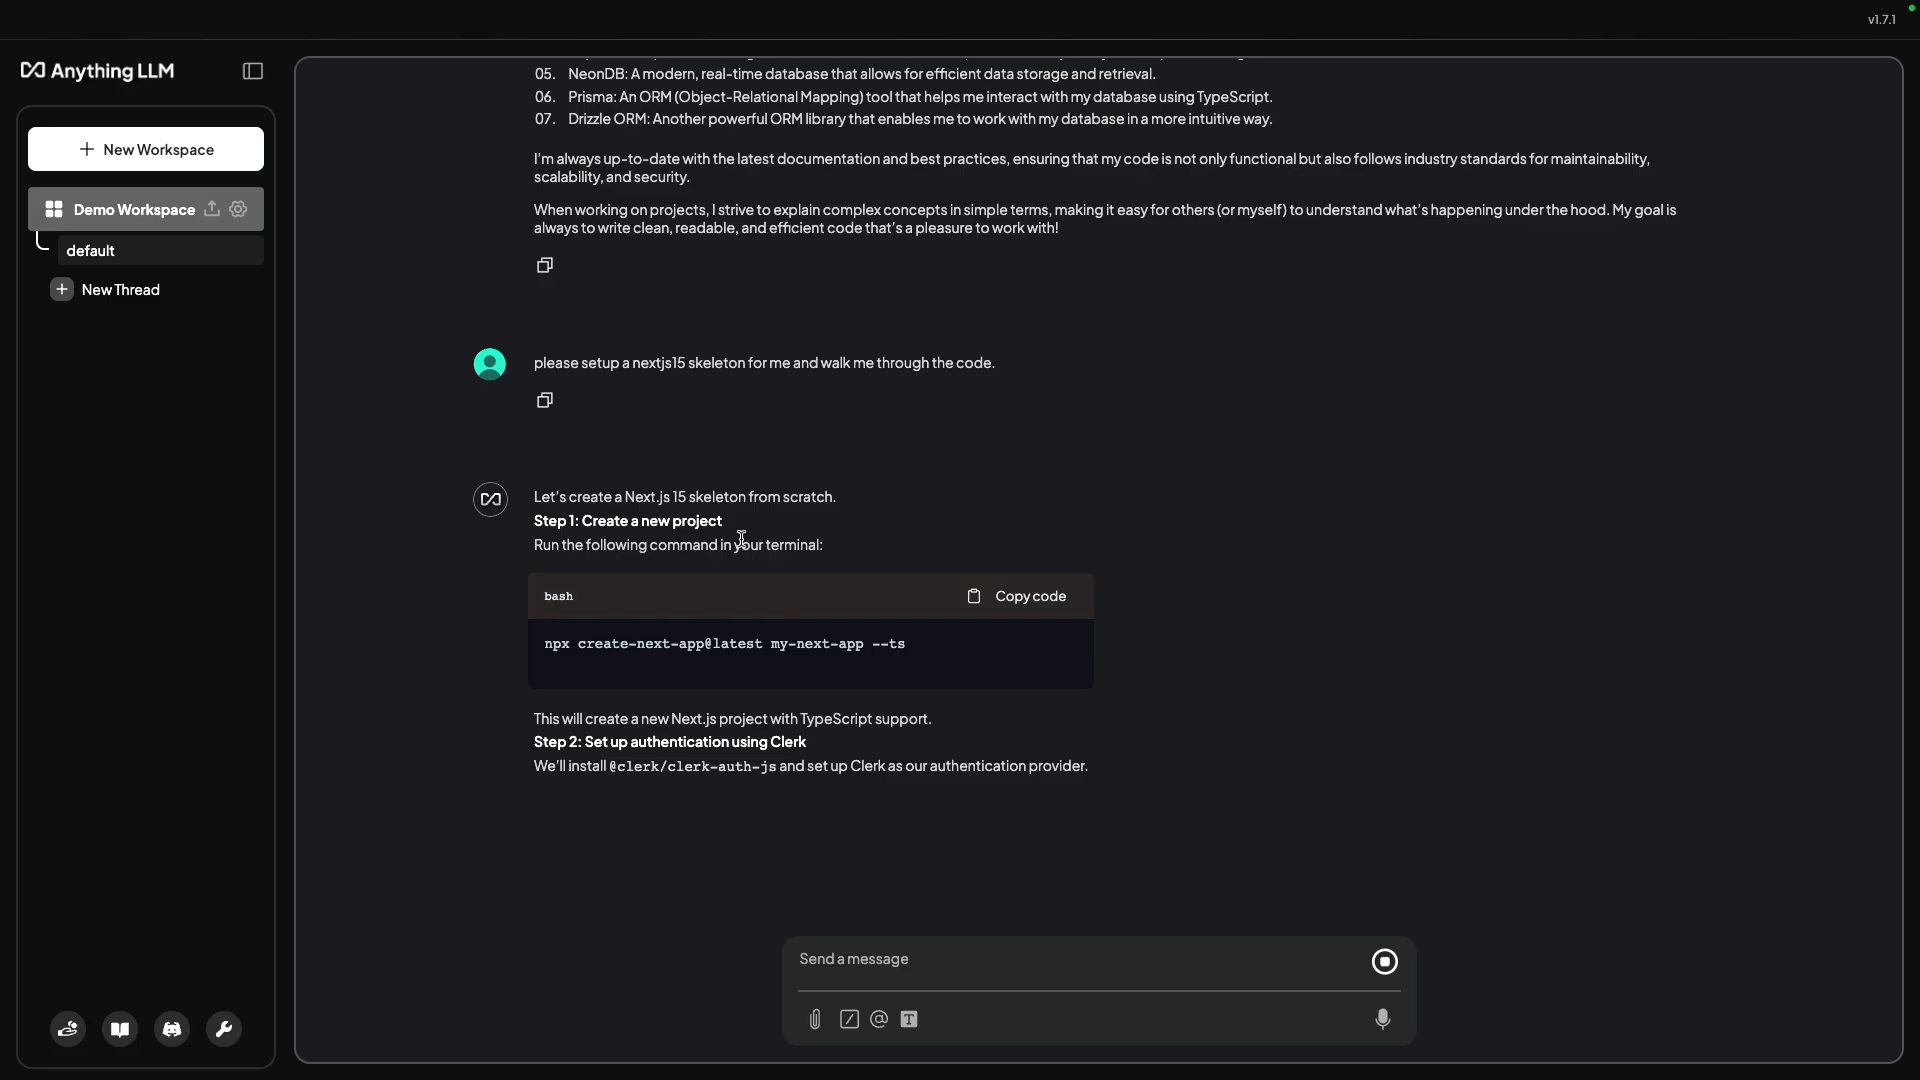 v1.7.1
Anything LLM
New Workspace
Demo Workspace
default
New Thread
05. NeonDB: A modern, real-time database that allows for efficient data storage and retrieval.
06. Prisma: An ORM (Object-Relational Mapping) tool that helps me interact with my database using TypeScript.
07. Drizzle ORM: Another powerful ORM library that enables me to work with my database in a more intuitive way.
I'm always up-to-date with the latest documentation and best practices, ensuring that my code is not only functional but also follows industry standards for maintainability,
scalability, and security.
When working on projects, I strive to explain complex concepts in simple terms, making it easy for others (or myself) to understand what's happening under the hood. My goal is
always to write clean, readable, and efficient code that's a pleasure to work with!
please setup a nextjs15 skeleton for me and walk me through the code.
Let's create a Next.js 15 skeleton from scratch.
Step 1: Create a new project
Run the following command in your terminal:
bash
Copy code
npx create-next-app@latest my-next-app --ts
This will create a new Next.js project with TypeScript support.
Step 2: Set up authentication using Clerk
We'll install @clerk/clerk-auth-js and set up Clerk as our authentication provider.
Send a message